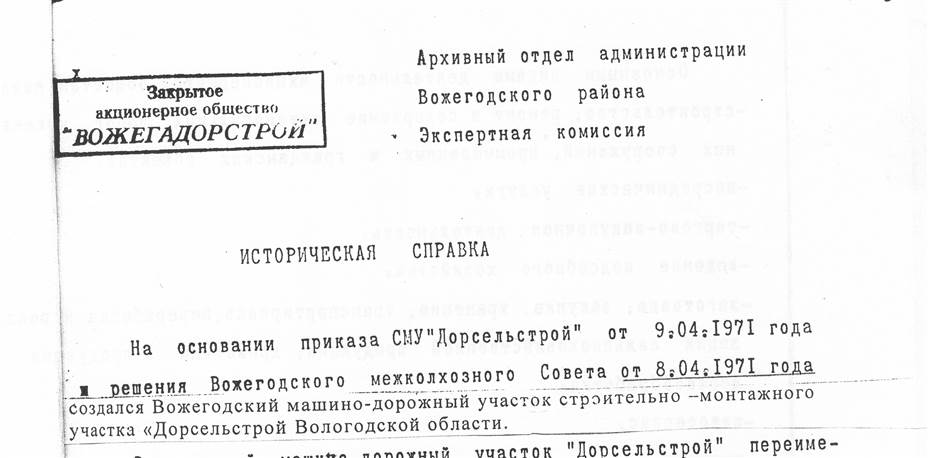 Закрытое
акционерное общество
"ВОЖЕГАДОРСТРОЙ"
Архивный отдел администрации
Вожегодского района
Экспертная комиссия
ИСТОРИЧЕСКАЯ СПРАВКА
На основании приказа СМУ"Дорсельстрой" от 9.04.1971 года
и решения Вожегодского межколхозного Совета от 8.04.1971 года
создался Вожегодский машино-дорожный участок строительно –монтажного
участка «Дорсельстрой Вологодской области.
дорожный участок "Дорсельстрой" переиме-